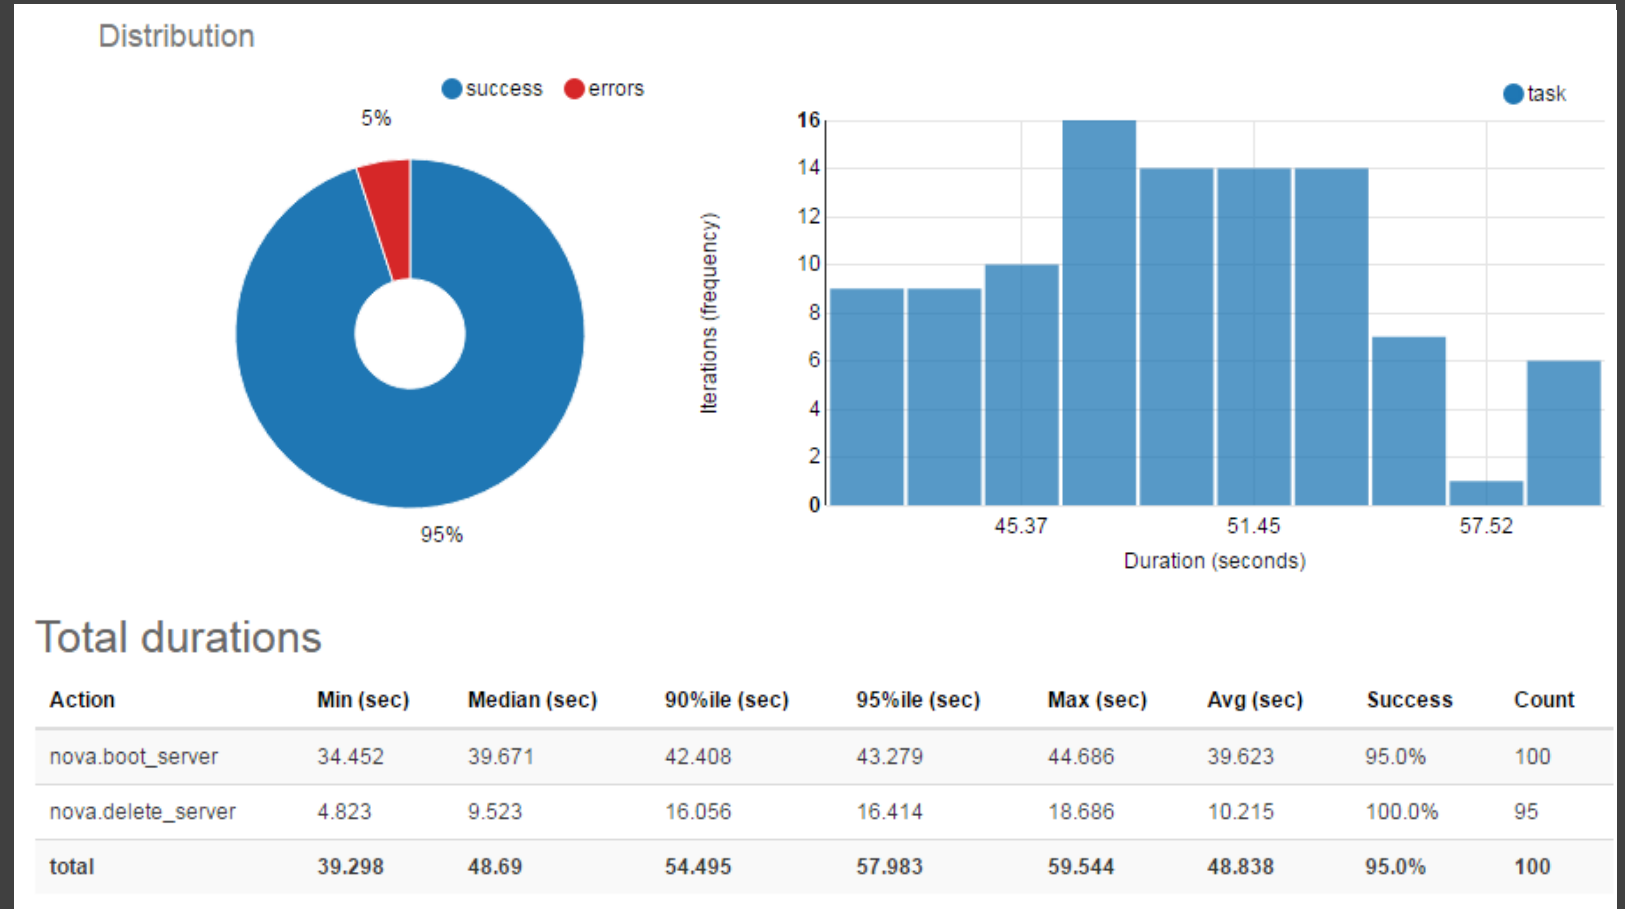 Distribution
success errors
5%
95%
task
Iterations (frequency)
16
14
12
10
8
6
4
2
0
45.37 51.45 57.52
Duration (seconds)
Total durations
Action Min (sec) Median (sec) 90%ile (sec) 95%ile (sec) Max (sec) Avg (sec) Success Count
nova.boot_server 34.452 39.671 42.408 43.279 44.686 39.623 95.0% 100
nova.delete_server 4.823 9.523 16.056 16.414 18.686 10.215 100.0% 95
total 39.298 48.69 54.495 57.983 59.544 48.838 95.0% 100